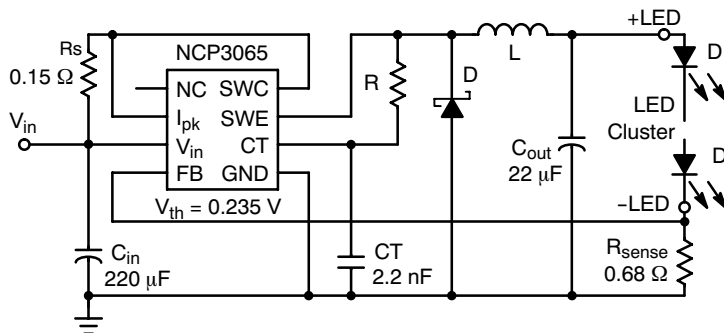 Rs
0.15 Ω
NCP3065
NC SWC
Ipk SWE
Vin CT
FB GND
Vth = 0.235 V
Vin
Cin
220 μF
R
CT
2.2 nF
D
L
Cout
22 μF
+LED
D
LED
Cluster
D
−LED
Rsense
0.68 Ω